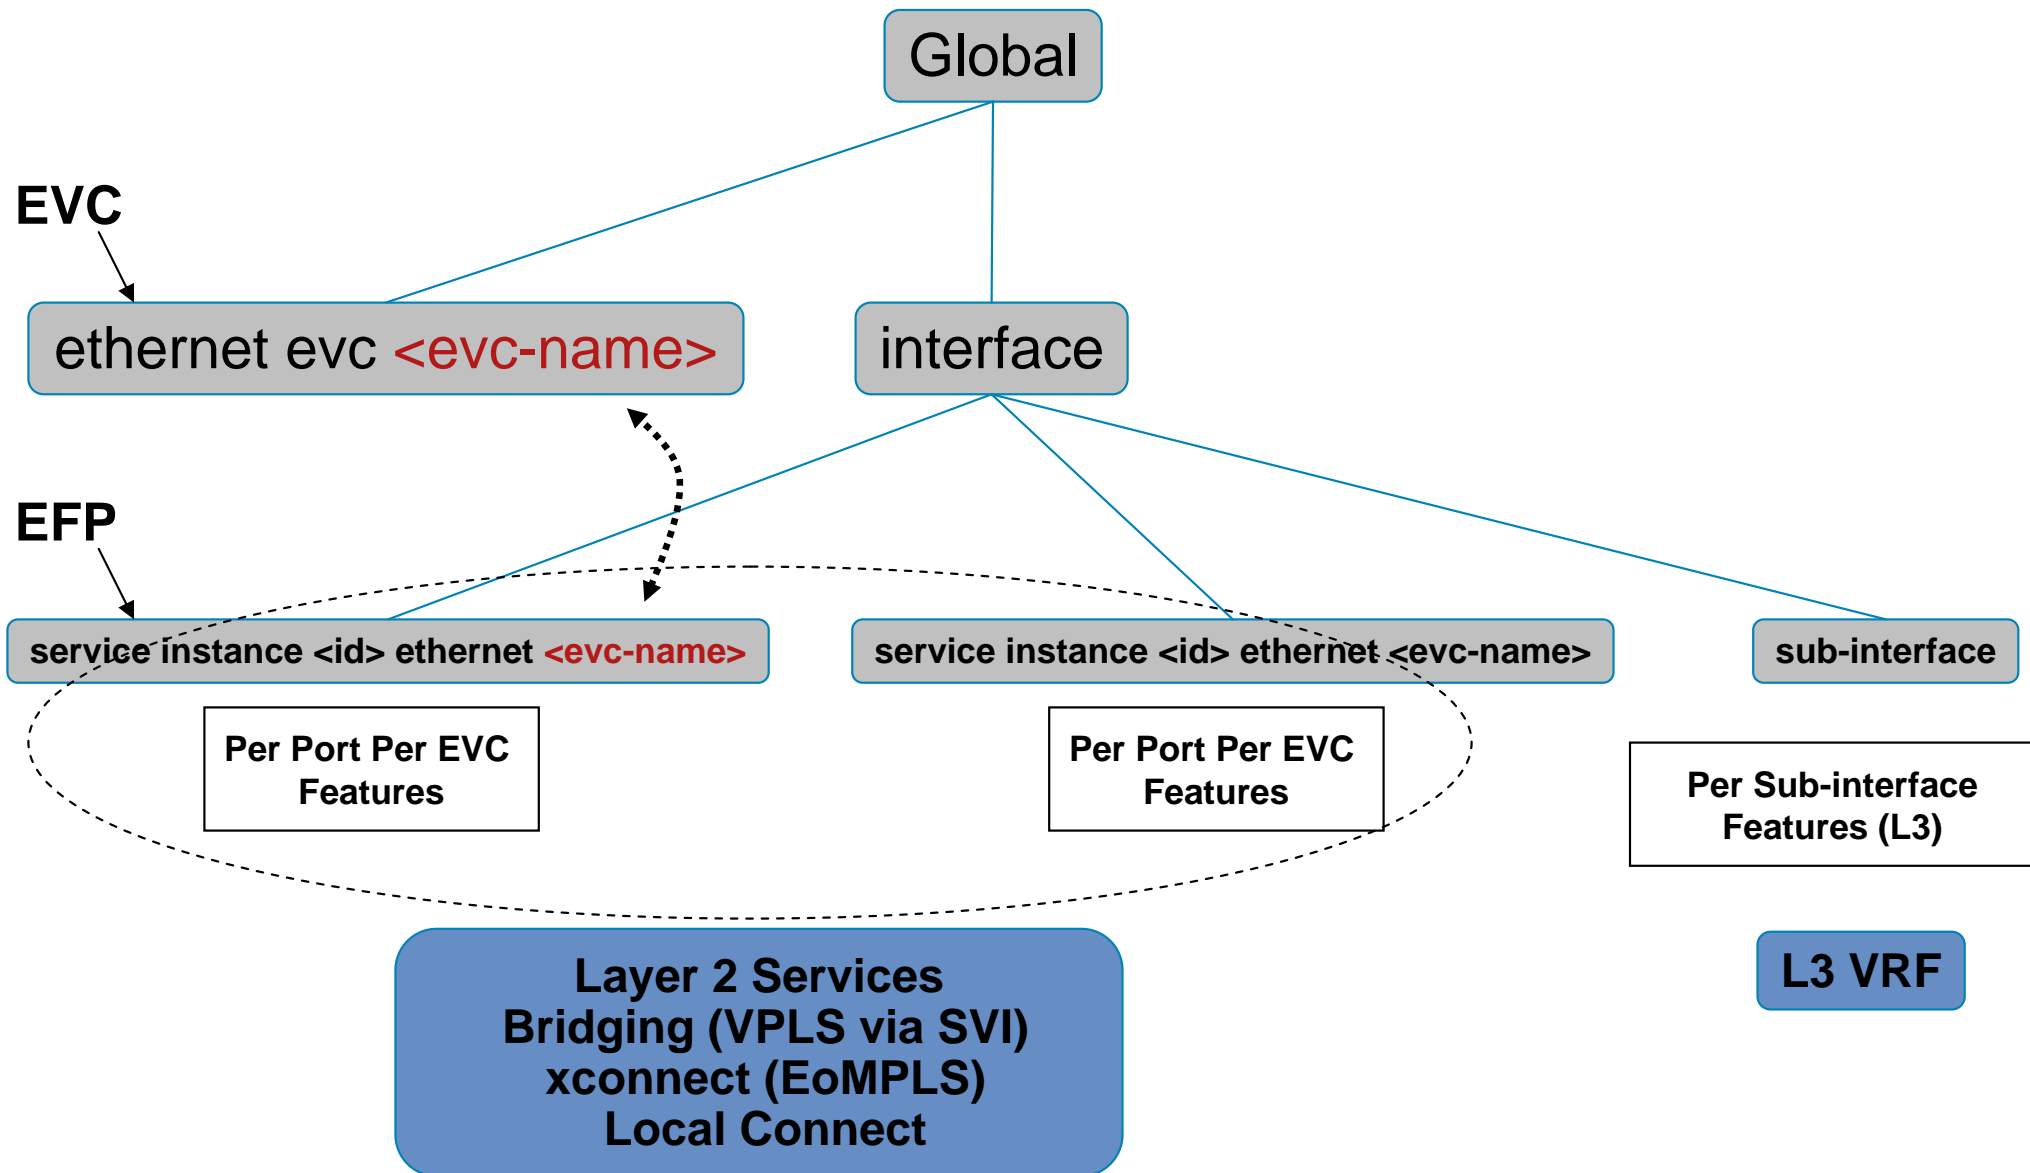 Global
EVC
ethernet evc <evc-name>
interface
EFP
service instance <id> ethernet <evc-name>
service instance <id> ethernet <evc-name>
sub-interface
Per Port Per EVC
Features
Per Port Per EVC
Features
Per Sub-interface
Features (L3)
Layer 2 Services
Bridging (VPLS via SVI)
xconnect (EoMPLS)
Local Connect
L3 VRF